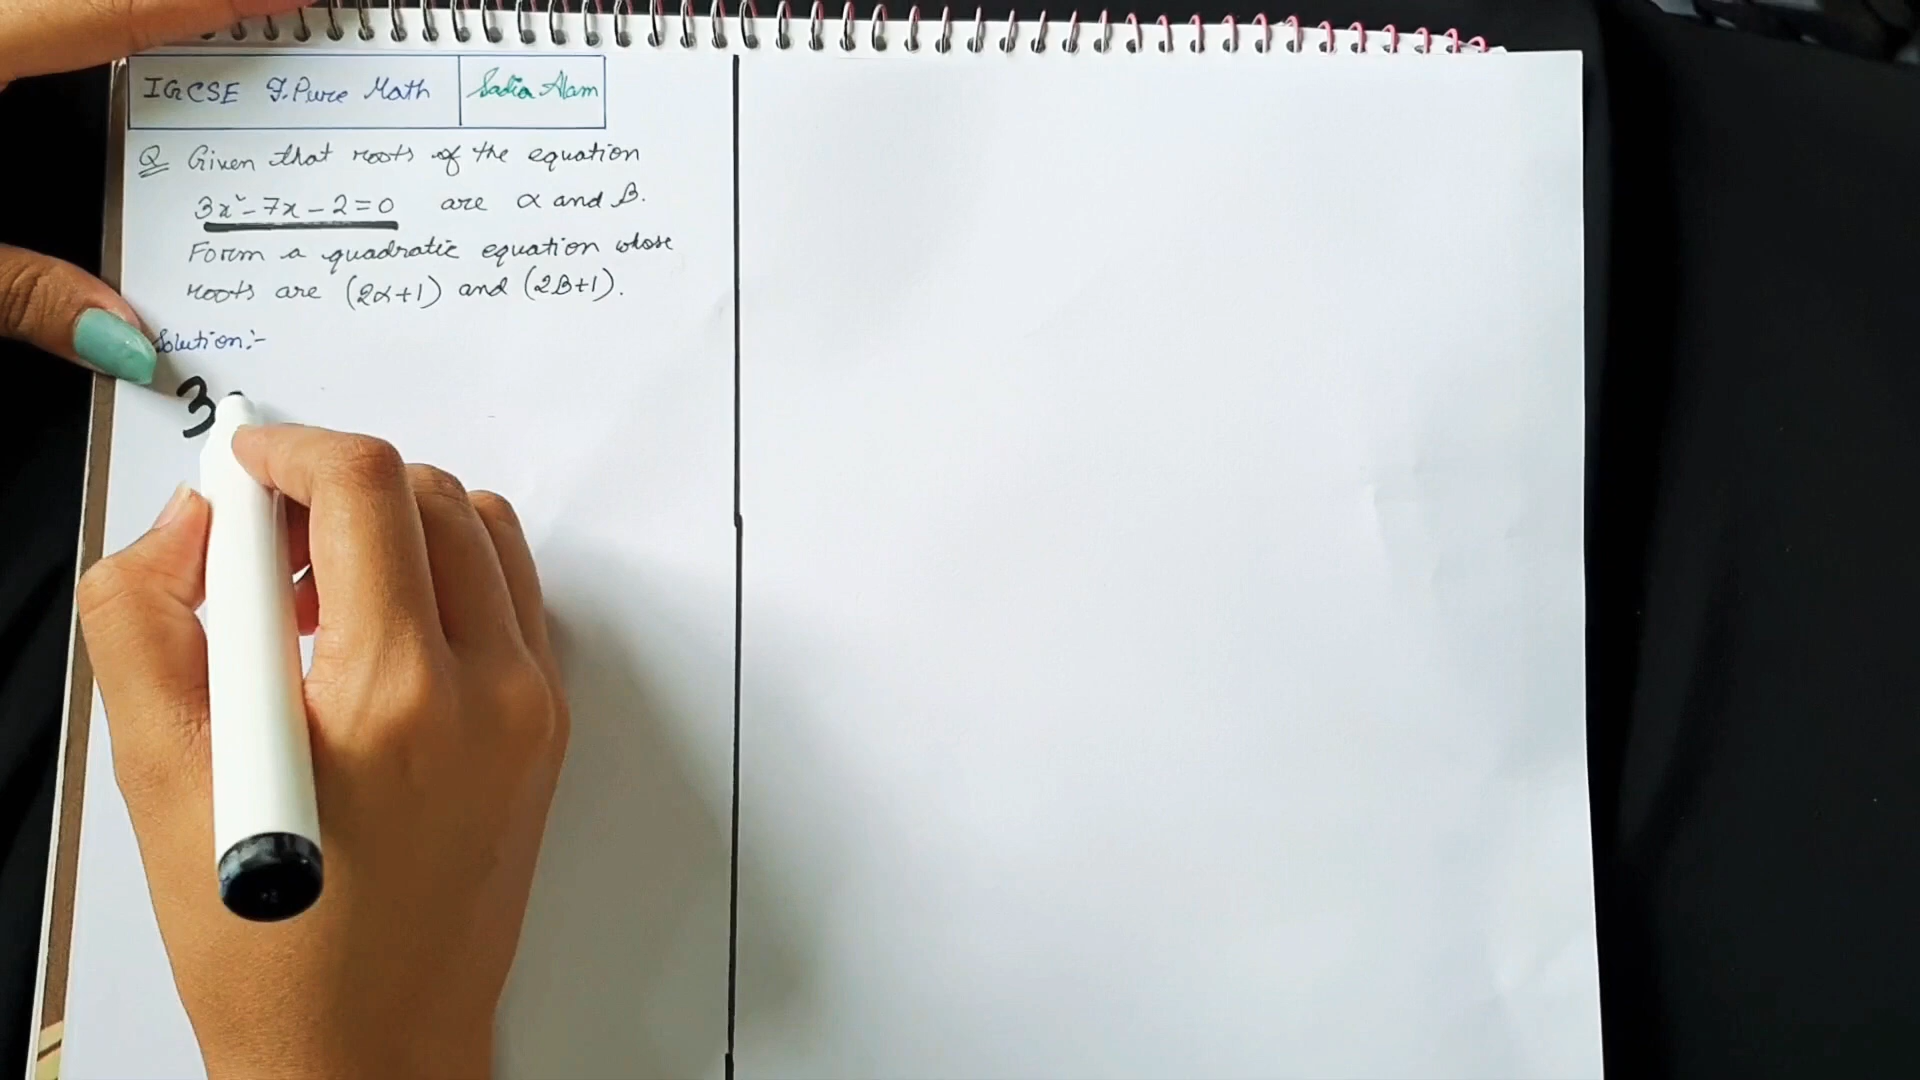 IGCSE F.Pure Math Sadia Alam
Q Given that roots of the equation
3x²-7x-2=0 are α and β.
Form a quadratic equation whose
roots are (2α+1) and (2β+1).
Solution:-
3